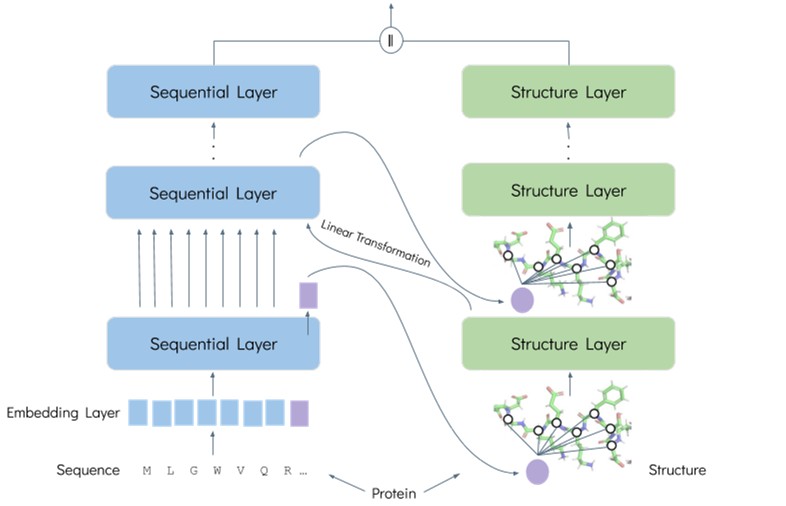 ||
Sequential Layer
Structure Layer
Sequential Layer
Structure Layer
Linear Transformation
Sequential Layer
Structure Layer
Embedding Layer
Sequence M L G W V Q R ...
Structure
Protein